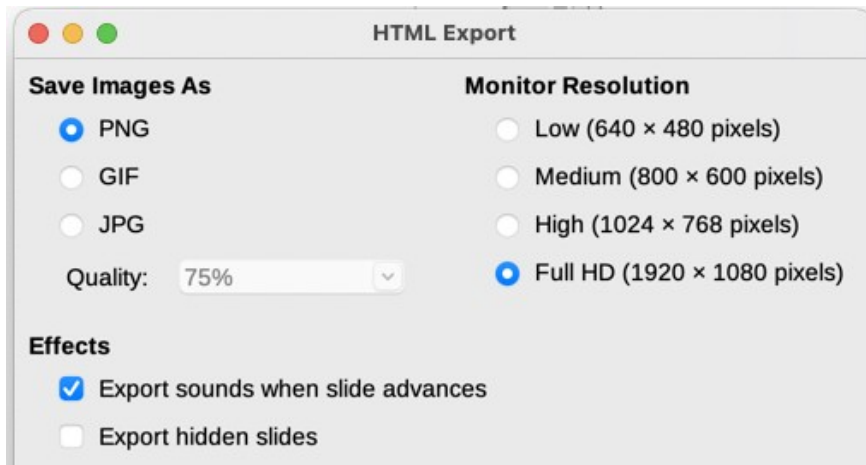 HTML Export
Save Images As
PNG
GIF
JPG
Quality: 75%
Monitor Resolution
Low (640 × 480 pixels)
Medium (800 × 600 pixels)
High (1024 × 768 pixels)
Full HD (1920 × 1080 pixels)
Effects
Export sounds when slide advances
Export hidden slides